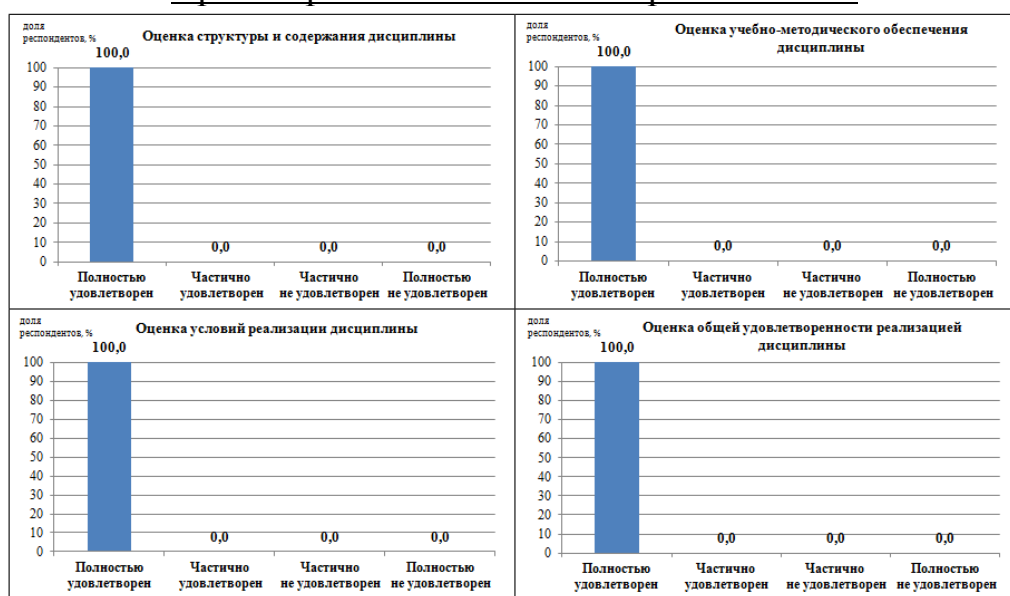 доля
респондентов, %
Оценка структуры и содержания дисциплины
100,0
100
90
80
70
60
50
40
30
20
10
0
0,0 0,0 0,0
Полностью удовлетворен
Частично удовлетворен
Частично не удовлетворен
Полностью не удовлетворен
доля
респондентов, %
Оценка учебно-методического обеспечения
дисциплины
100,0
100
90
80
70
60
50
40
30
20
10
0
0,0 0,0 0,0
Полностью удовлетворен
Частично удовлетворен
Частично не удовлетворен
Полностью не удовлетворен
доля
респондентов, %
Оценка условий реализации дисциплины
100,0
100
90
80
70
60
50
40
30
20
10
0
0,0 0,0 0,0
Полностью удовлетворен
Частично удовлетворен
Частично не удовлетворен
Полностью не удовлетворен
доля
респондентов, %
Оценка общей удовлетворенности реализацией
дисциплины
100,0
100
90
80
70
60
50
40
30
20
10
0
0,0 0,0 0,0
Полностью удовлетворен
Частично удовлетворен
Частично не удовлетворен
Полностью не удовлетворен